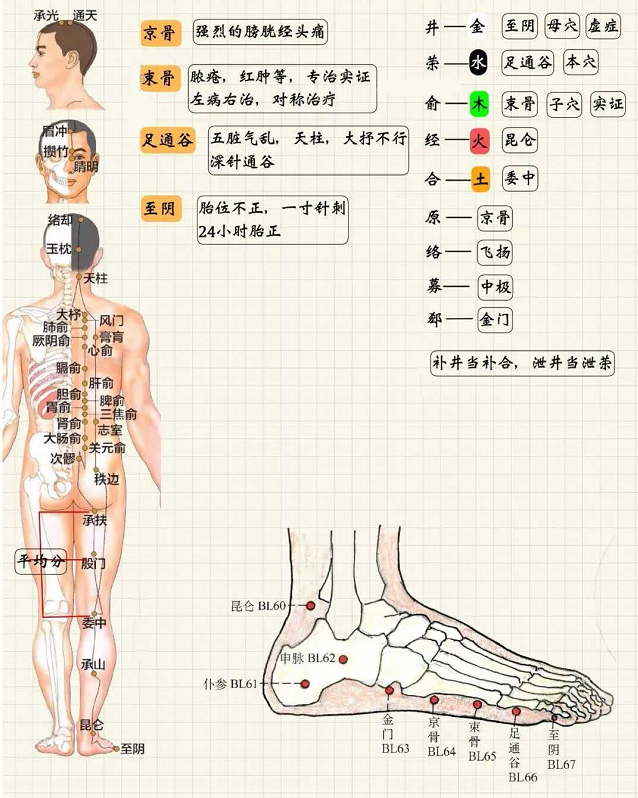 承光 通天
眉冲
攒竹
睛明
络却
玉枕
天柱
大杼
风门
肺俞
厥阴俞
膏肓
心俞
膈俞
肝俞
胆俞
脾俞
胃俞
三焦俞
肾俞
志室
大肠俞
关元俞
次髎
秩边
承扶
平均分
殷门
委中
承山
昆仑
至阴
京骨 强烈的膀胱经头痛
束骨 脓疮，红肿等，专治实证
左病右治，对称治疗
足通谷 五脏气乱，天柱，大抒不行
深针通谷
至阴 胎位不正，一寸针刺
24小时胎正
井 金 至阴 母穴 虚症
荥 水 足通谷 本穴
俞 木 束骨 子穴 实证
经 火 昆仑
合 土 委中
原 京骨
络 飞扬
募 中极
郄 金门
补井当补合，泄井当泄荥
昆仑 BL60
申脉 BL62
仆参 BL61
金门 BL63
京骨 BL64
束骨 BL65
足通谷 BL66
至阴 BL67